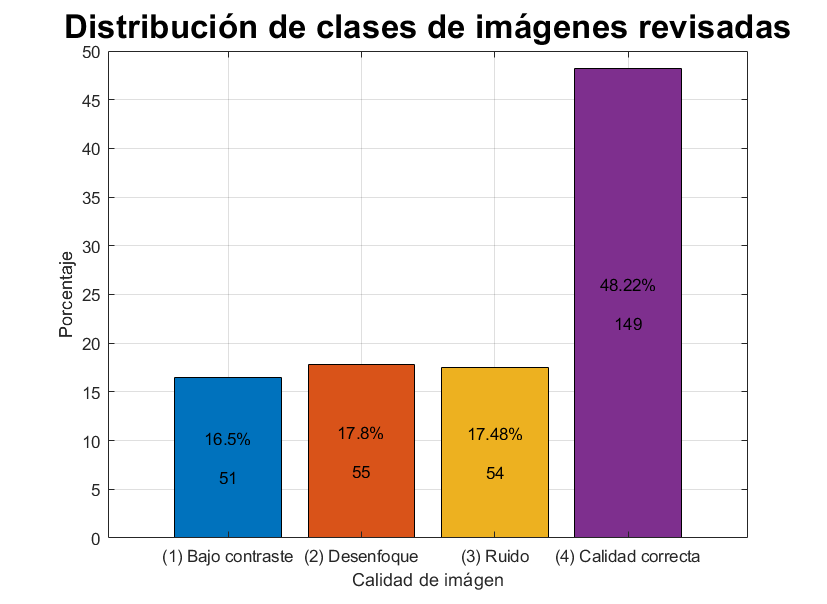 Distribución de clases de imágenes revisadas
50
45
40
35
30
25
20
15
10
5
0
Porcentaje
16.5%
51
17.8%
55
17.48%
54
48.22%
149
(1) Bajo contraste
(2) Desenfoque
(3) Ruido
(4) Calidad correcta
Calidad de imágen